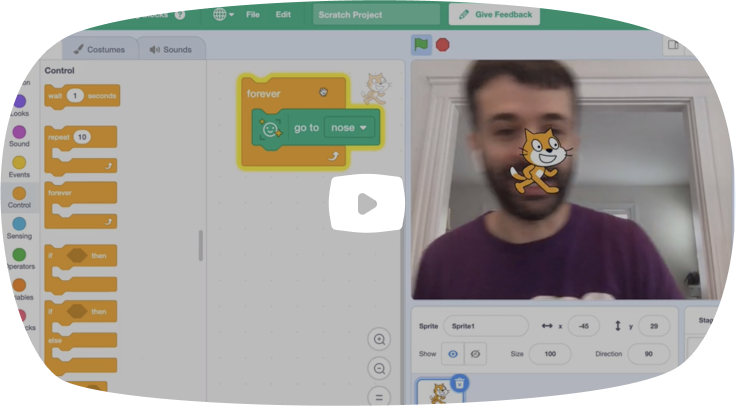 File Edit Scratch Project Give Feedback
Costumes Sounds
Control
wait 1 seconds
repeat 10
forever
if then
if then
else
Looks
Sound
Events
Control
Sensing
forever
go to nose
Sprite Sprite1 x -45 y 29
Show Size 100 Direction 90